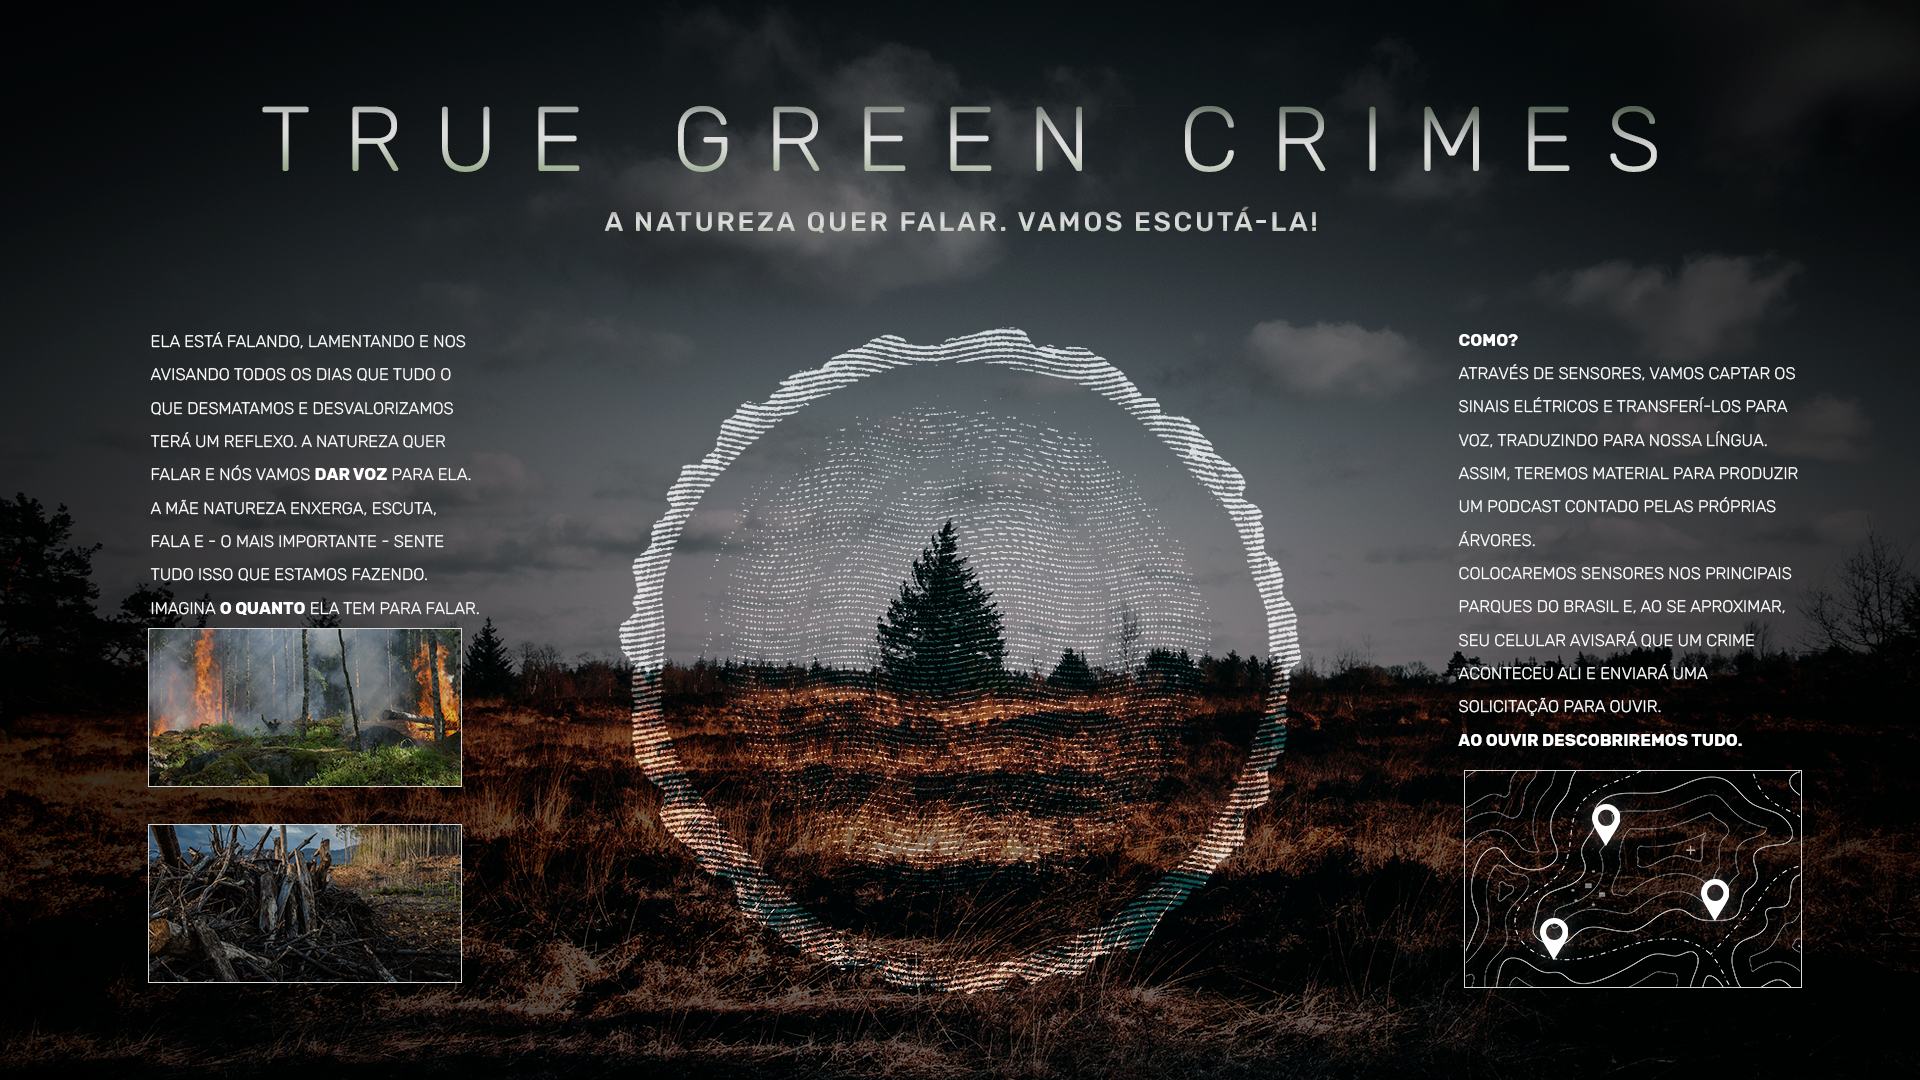 TRUE GREEN CRIMES
A NATUREZA QUER FALAR. VAMOS ESCUTÁ-LA!
ELA ESTÁ FALANDO, LAMENTANDO E NOS
AVISANDO TODOS OS DIAS QUE TUDO O
QUE DESMATAMOS E DESVALORIZAMOS
TERÁ UM REFLEXO. A NATUREZA QUER
FALAR E NÓS VAMOS DAR VOZ PARA ELA.
A MÃE NATUREZA ENXERGA, ESCUTA,
FALA E - O MAIS IMPORTANTE - SENTE
TUDO ISSO QUE ESTAMOS FAZENDO.
IMAGINA O QUANTO ELA TEM PARA FALAR.
COMO?
ATRAVÉS DE SENSORES, VAMOS CAPTAR OS
SINAIS ELÉTRICOS E TRANSFERÍ-LOS PARA
VOZ, TRADUZINDO PARA NOSSA LÍNGUA.
ASSIM, TEREMOS MATERIAL PARA PRODUZIR
UM PODCAST CONTADO PELAS PRÓPRIAS
ÁRVORES.
COLOCAREMOS SENSORES NOS PRINCIPAIS
PARQUES DO BRASIL E, AO SE APROXIMAR,
SEU CELULAR AVISARÁ QUE UM CRIME
ACONTECEU ALI E ENVIARÁ UMA
SOLICITAÇÃO PARA OUVIR.
AO OUVIR DESCOBRIREMOS TUDO.